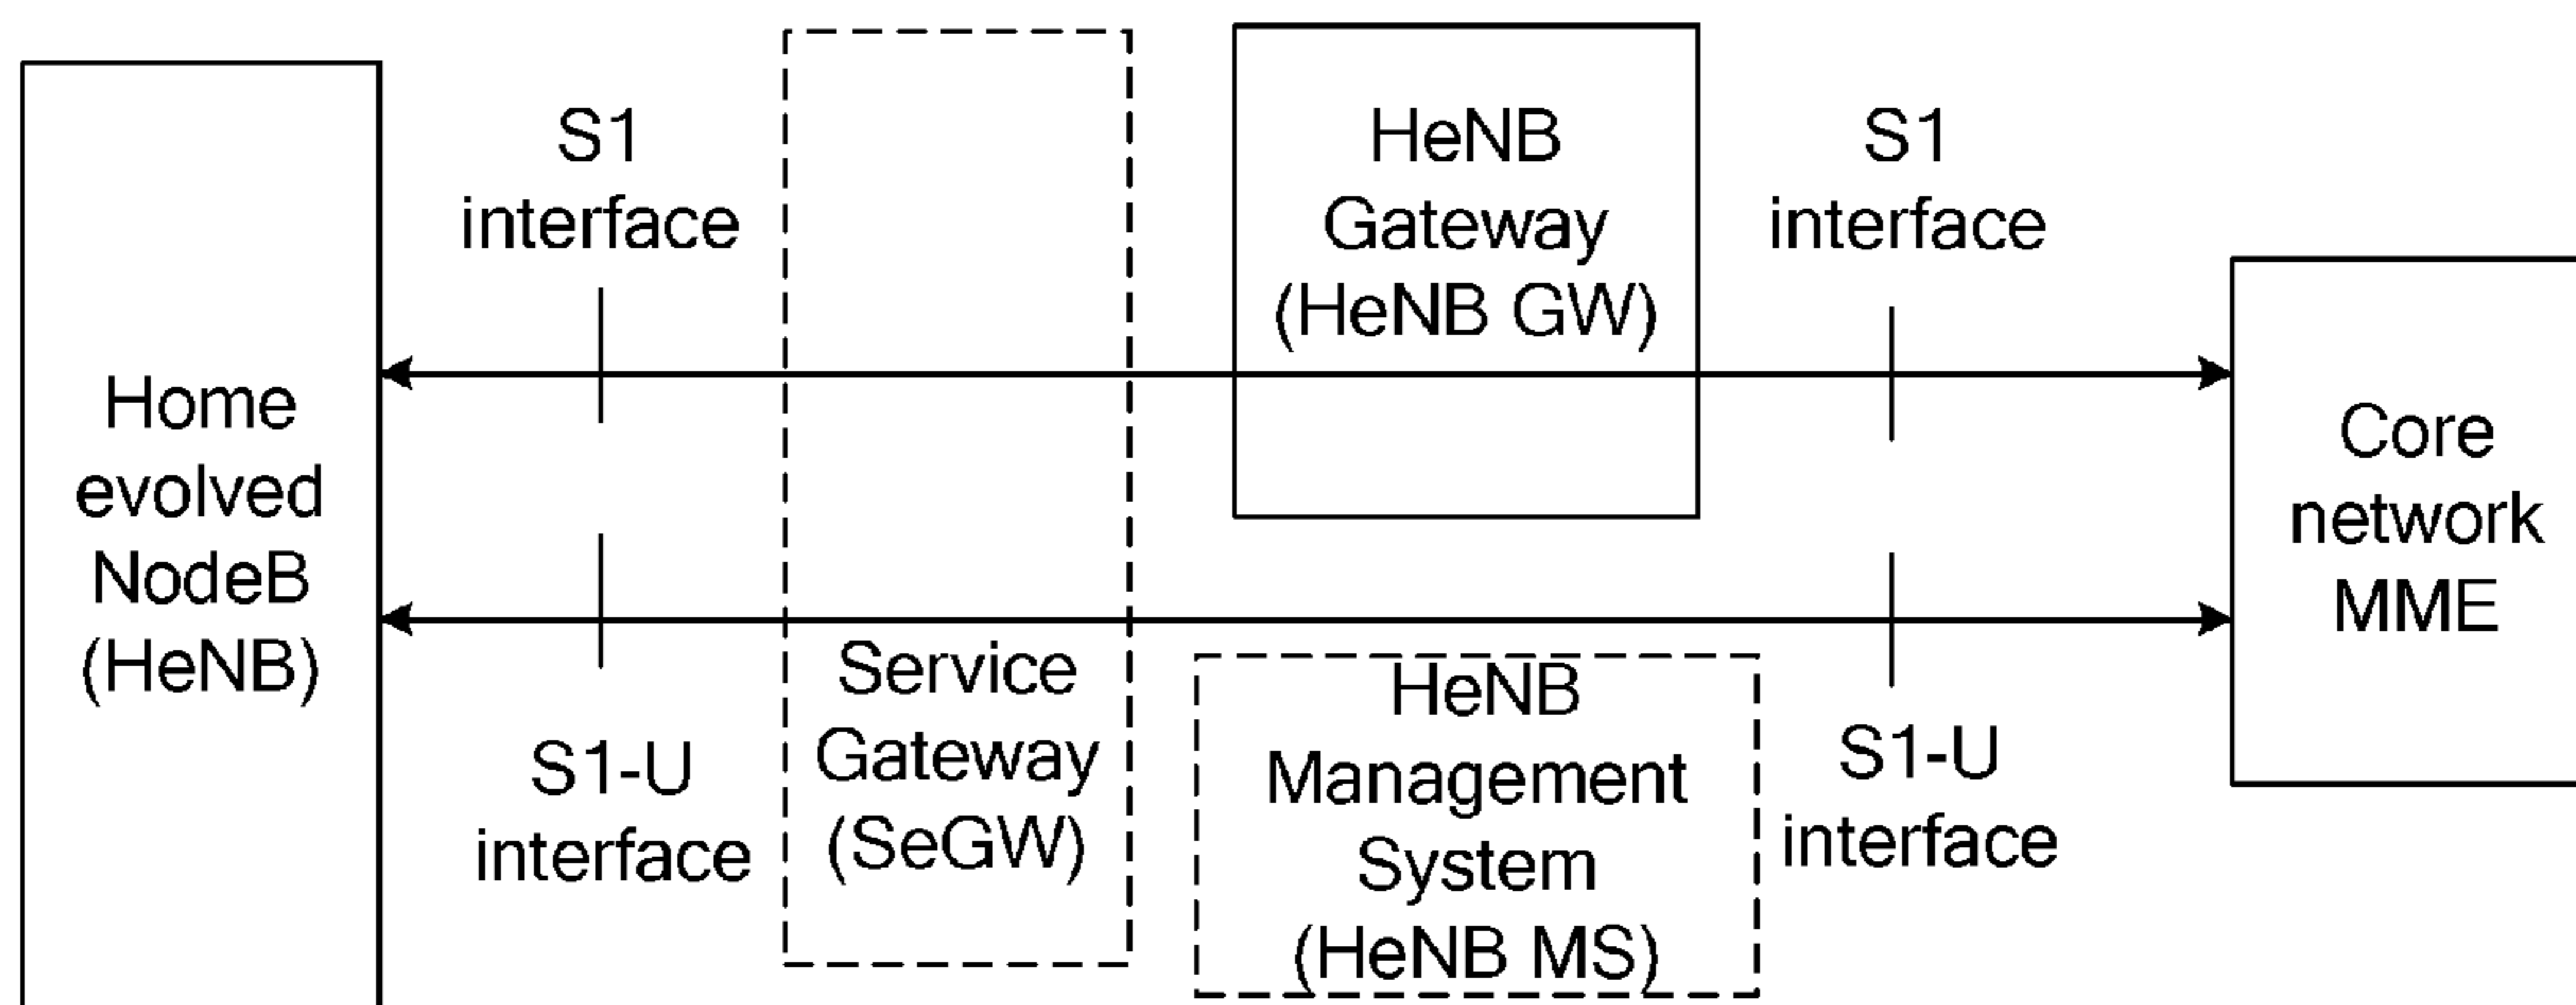 Home
evolved
NodeB
(HeNB)
S1
interface
S1-U
interface
Service
Gateway
(SeGW)
HeNB
Gateway
(HeNB GW)
HeNB
Management
System
(HeNB MS)
S1
interface
S1-U
interface
Core
network
MME